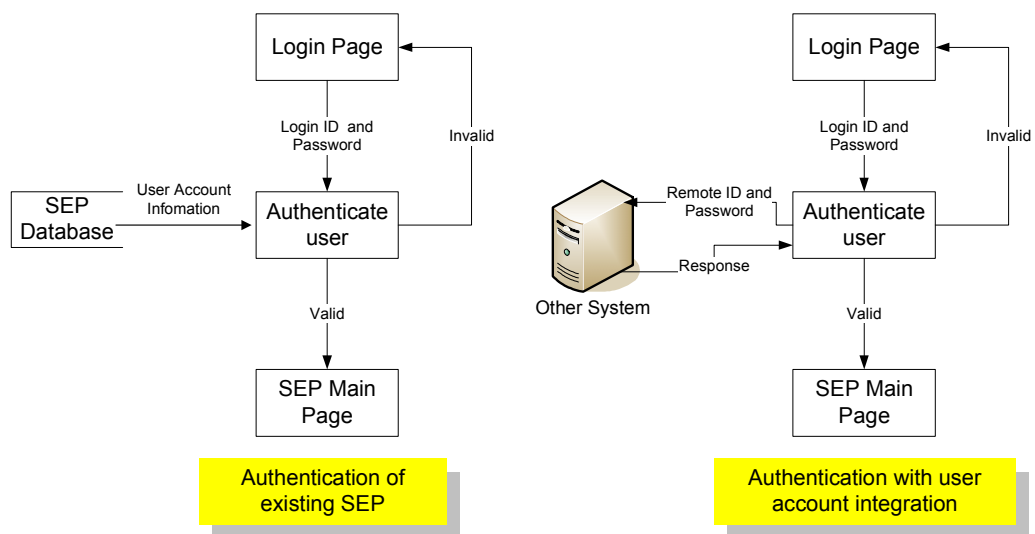 Login Page
Login ID and
Password
Invalid
SEP
Database
User Account
Infomation
Authenticate
user
Valid
SEP Main
Page
Authentication of
existing SEP
Login Page
Login ID and
Password
Invalid
Remote ID and
Password
Authenticate
user
Response
Other System
Valid
SEP Main
Page
Authentication with user
account integration